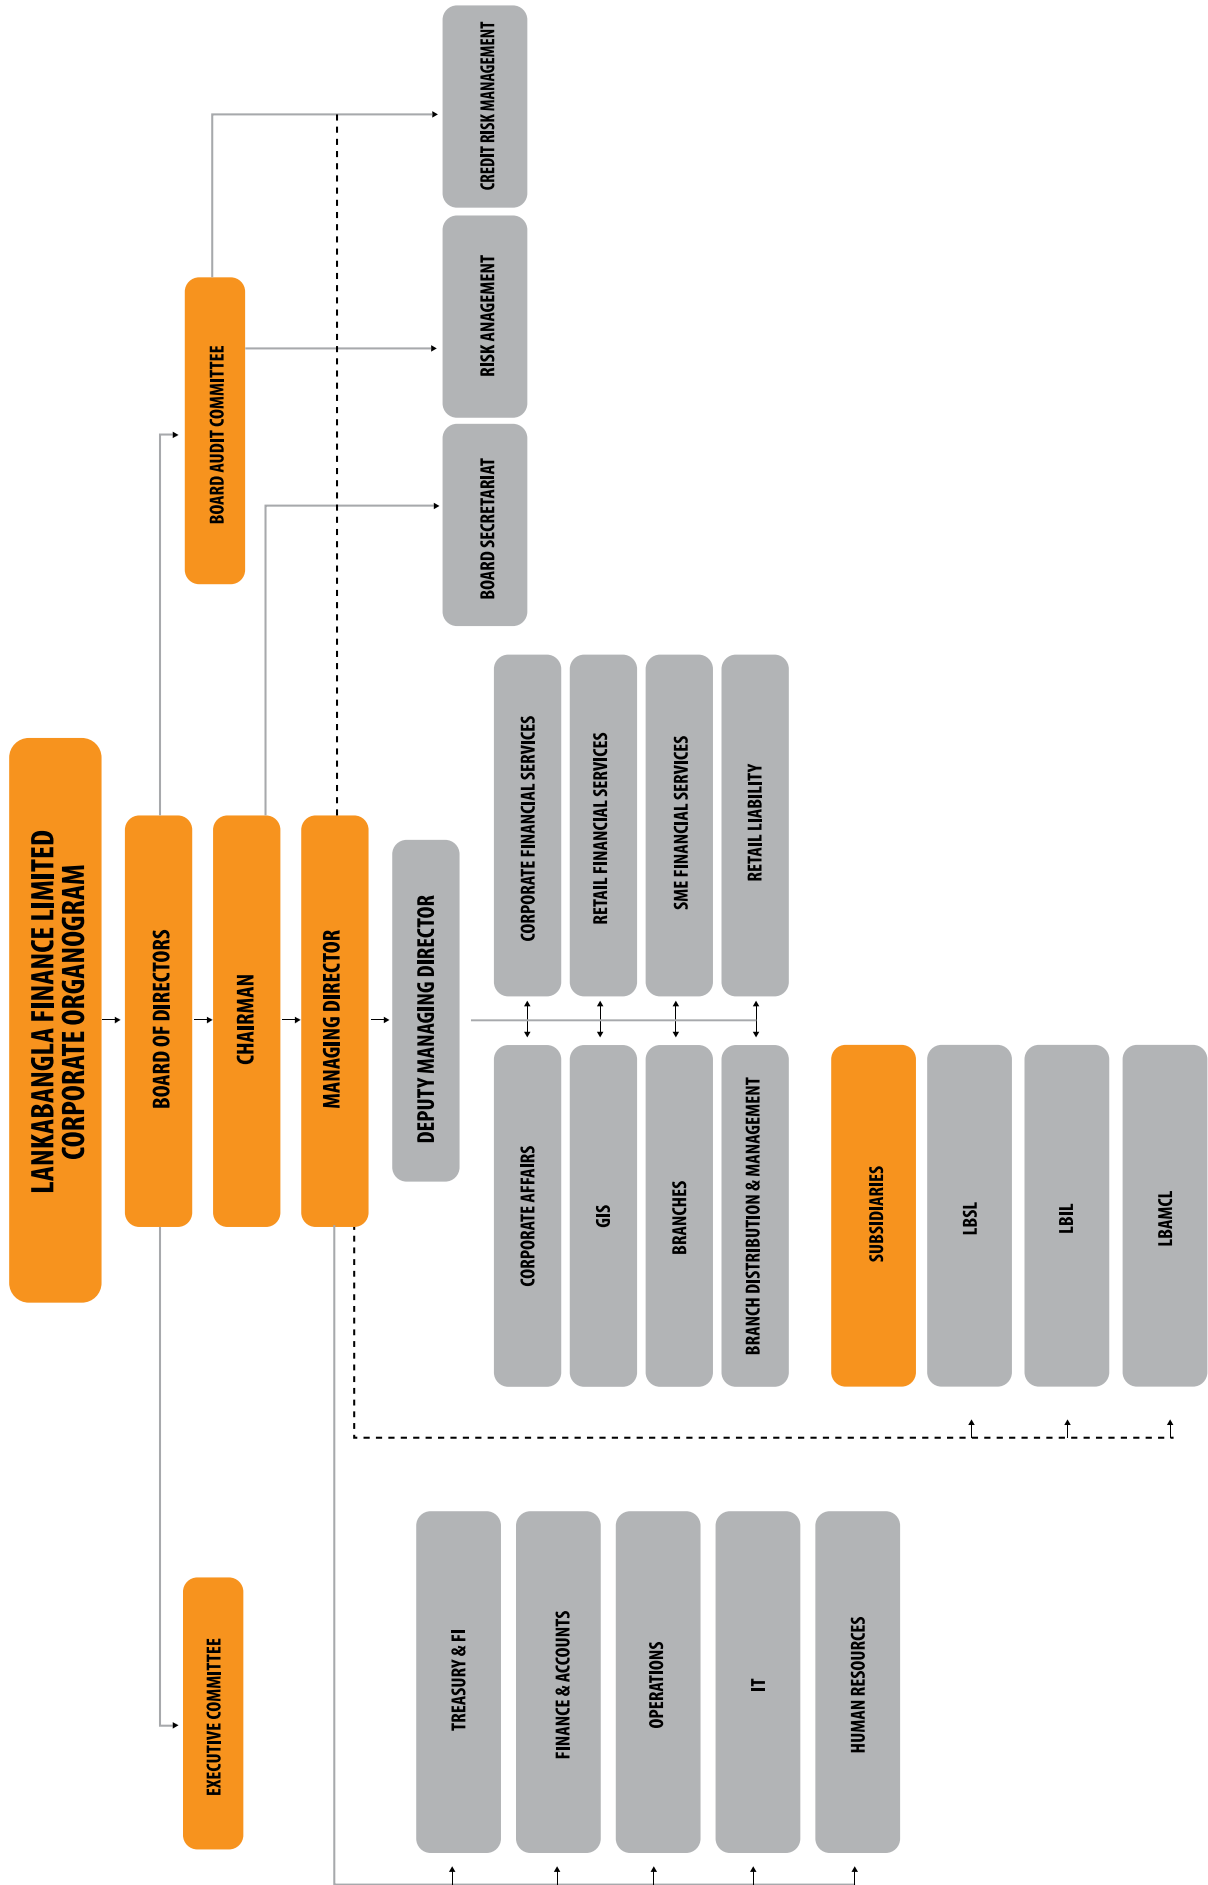 LANKABANGLA FINANCE LIMITED
CORPORATE ORGANOGRAM
BOARD OF DIRECTORS
EXECUTIVE COMMITTEE
BOARD AUDIT COMMITTEE
CHAIRMAN
MANAGING DIRECTOR
DEPUTY MANAGING DIRECTOR
TREASURY & FI
FINANCE & ACCOUNTS
OPERATIONS
IT
HUMAN RESOURCES
CORPORATE AFFAIRS
GIS
BRANCHES
BRANCH DISTRIBUTION & MANAGEMENT
CORPORATE FINANCIAL SERVICES
RETAIL FINANCIAL SERVICES
SME FINANCIAL SERVICES
RETAIL LIABILITY
BOARD SECRETARIAT
RISK ANAGEMENT
CREDIT RISK MANAGEMENT
SUBSIDIARIES
LBSL
LBIL
LBAMCL